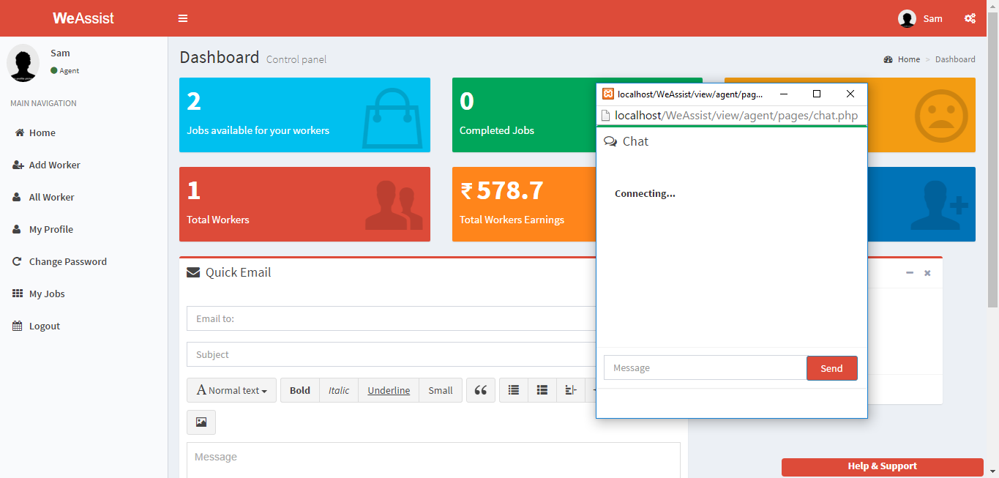 WeAssist
Sam
Sam
Agent
MAIN NAVIGATION
Home
Add Worker
All Worker
My Profile
Change Password
My Jobs
Logout
Dashboard Control panel
Home > Dashboard
2
Jobs available for your workers
0
Completed Jobs
1
Total Workers
₹ 578.7
Total Workers Earnings
Quick Email
Email to:
Subject
A Normal text
Bold
Italic
Underline
Small
Message
localhost/WeAssist/view/agent/pag...
localhost/WeAssist/view/agent/pages/chat.php
Chat
Connecting...
Message
Send
Help & Support